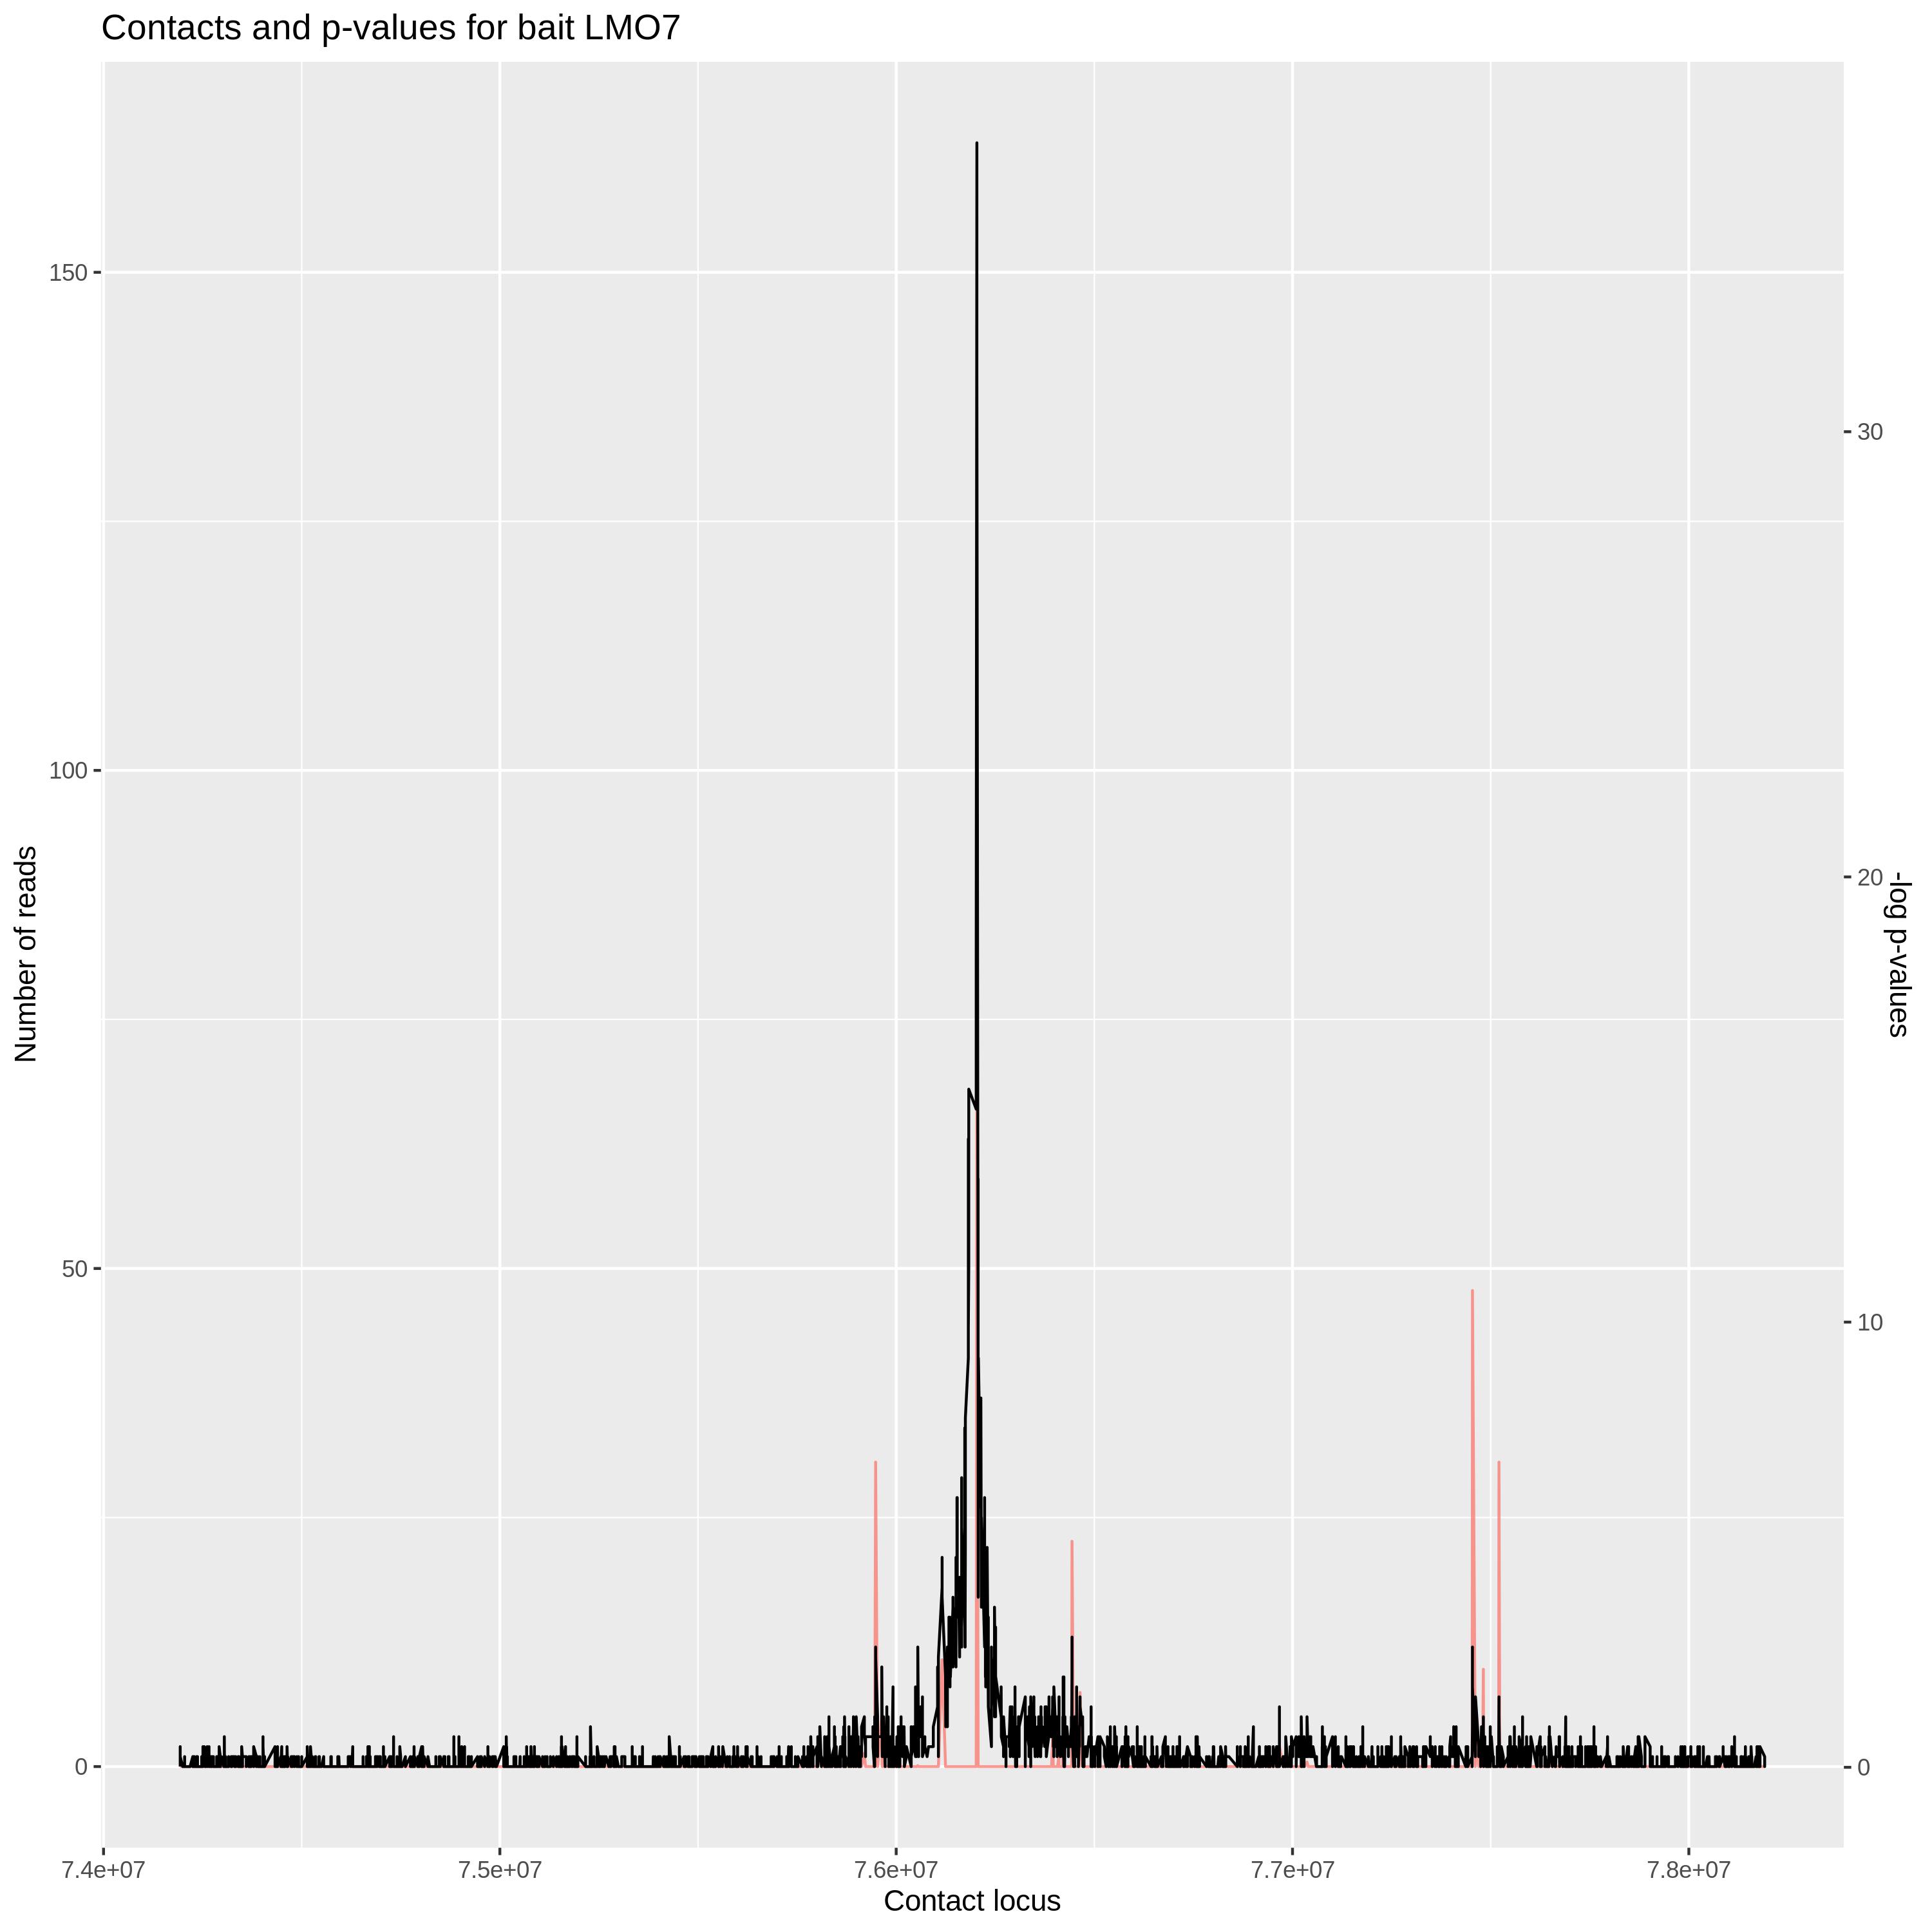 Contacts and p-values for bait LMO7
150
100
50
0
Number of reads
30
20
10
0
-log p-values
7.4e+07
7.5e+07
7.6e+07
7.7e+07
7.8e+07
Contact locus